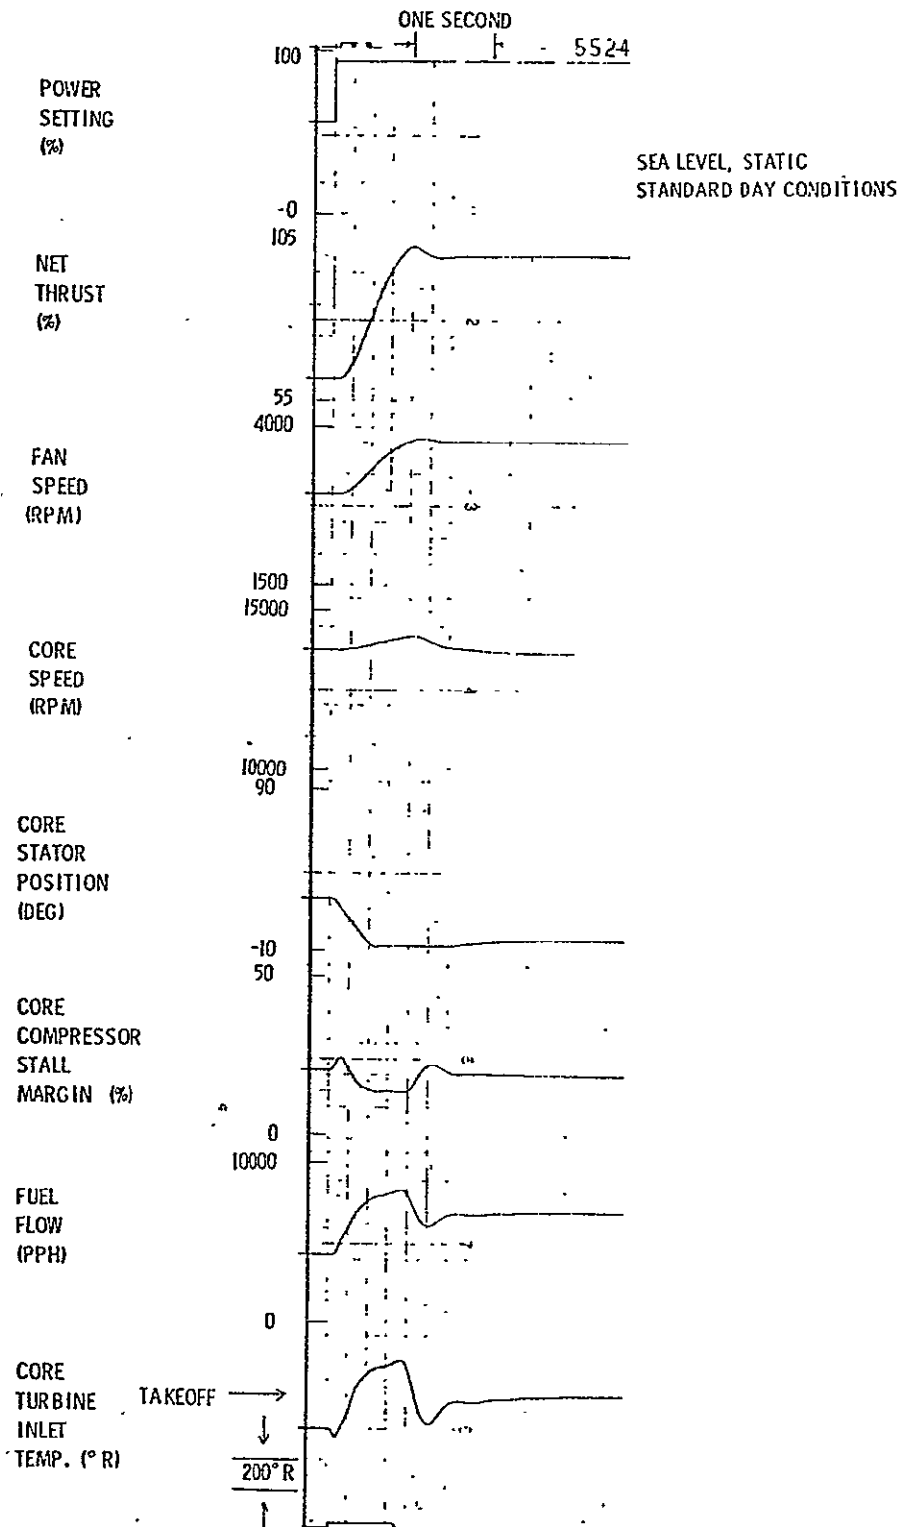 ONE SECOND
5524
100
POWER
SETTING
(%)
SEA LEVEL, STATIC
STANDARD DAY CONDITIONS
-0
105
NET
THRUST
(%)
2
55
4000
FAN
SPEED
(RPM)
3
1500
15000
CORE
SPEED
(RPM)
10000
90
CORE
STATOR
POSITION
(DEG)
-10
50
CORE
COMPRESSOR
STALL
MARGIN (%)
0
10000
FUEL
FLOW
(PPH)
0
CORE
TURBINE
INLET
TEMP. (°R)
TAKEOFF
200°R